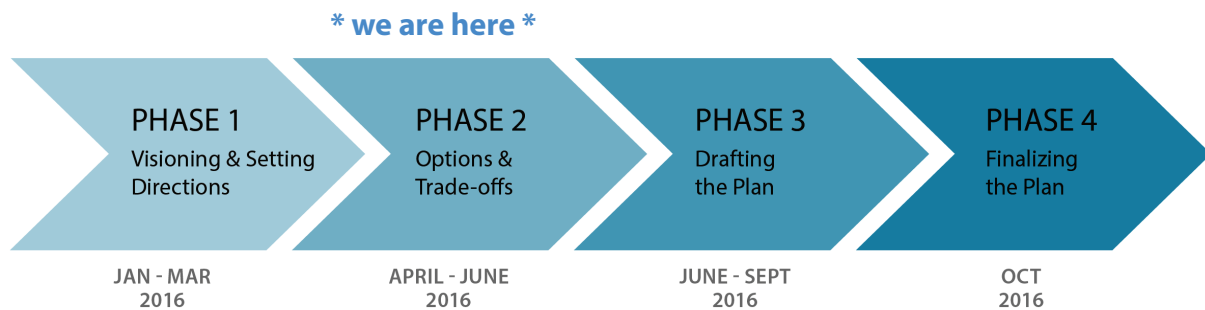 * we are here *
PHASE 1
Visioning & Setting
Directions
PHASE 2
Options &
Trade-offs
PHASE 3
Drafting
the Plan
PHASE 4
Finalizing
the Plan
JAN - MAR
2016
APRIL - JUNE
2016
JUNE - SEPT
2016
OCT
2016